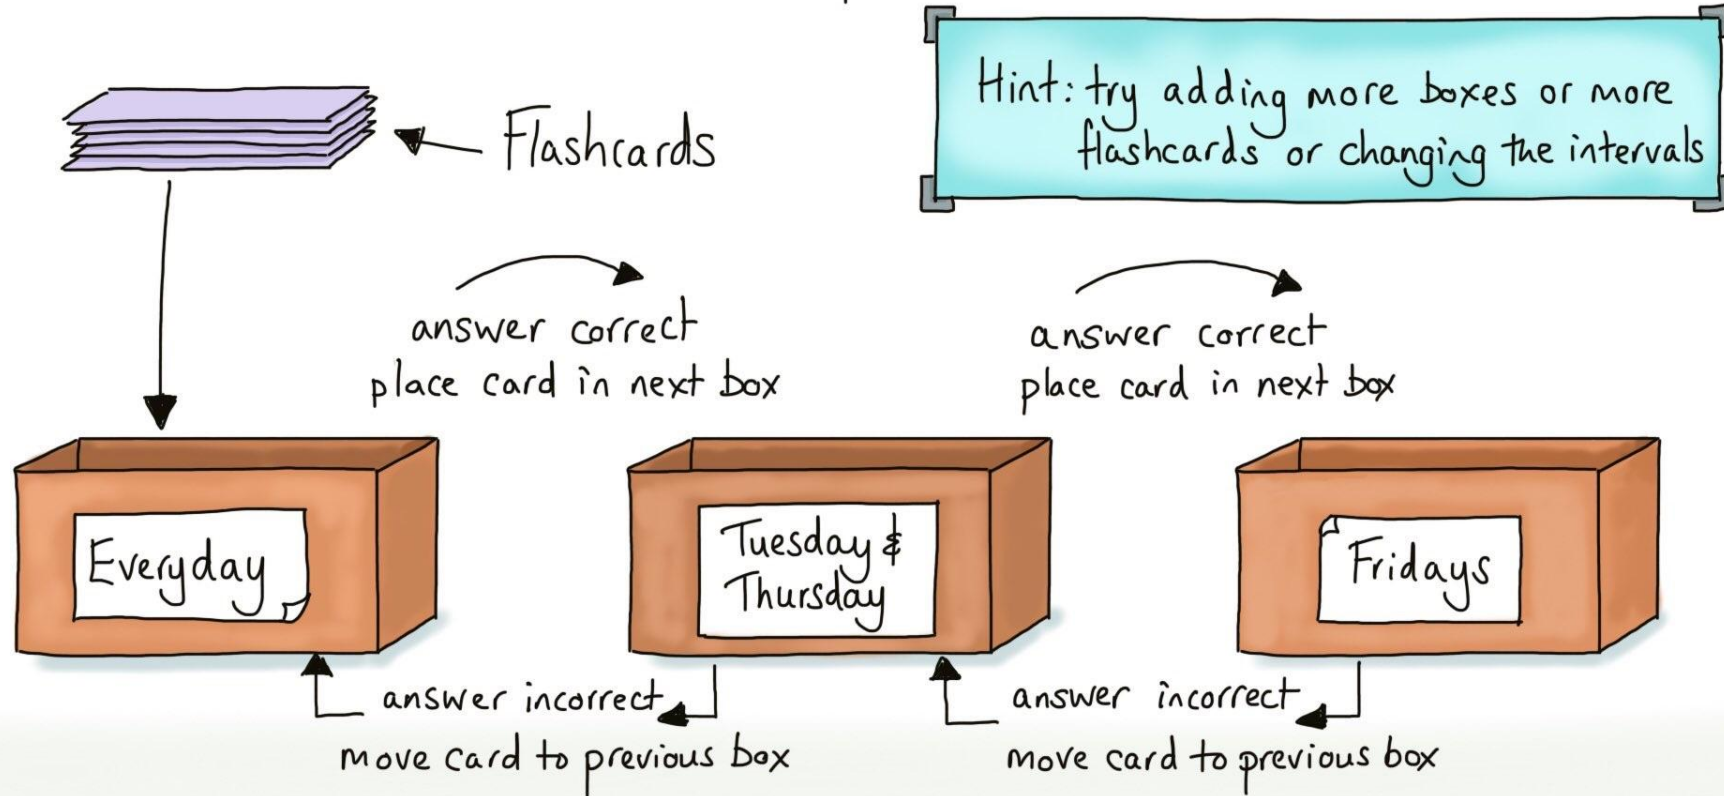 Flashcards
Hint: try adding more boxes or more
flashcards or changing the intervals
answer correct
place card in next box
answer correct
place card in next box
Everyday
Tuesday &
Thursday
Fridays
answer incorrect
move card to previous box
answer incorrect
move card to previous box